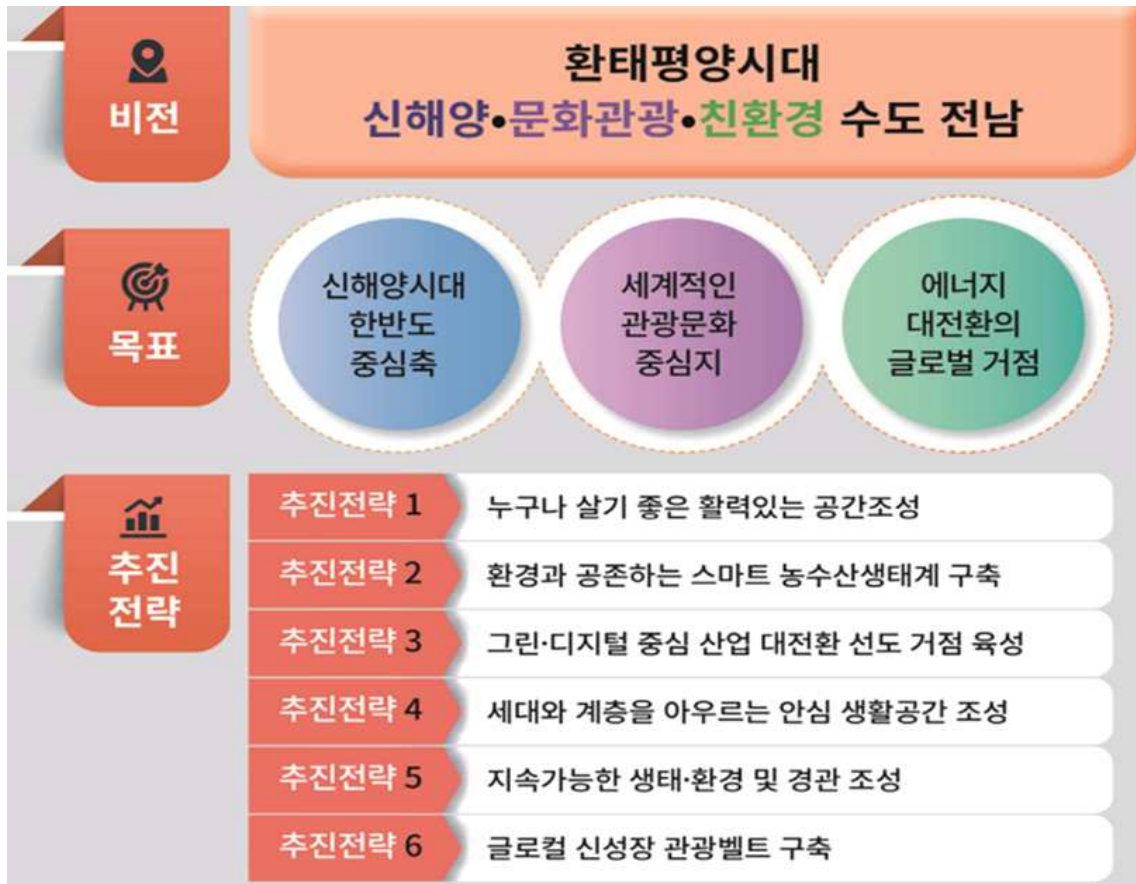 비전
환태평양시대
신해양•문화관광•친환경 수도 전남
목표
신해양시대
한반도
중심축
세계적인
관광문화
중심지
에너지
대전환의
글로벌 거점
추진
전략
추진전략 1 누구나 살기 좋은 활력있는 공간조성
추진전략 2 환경과 공존하는 스마트 농수산생태계 구축
추진전략 3 그린·디지털 중심 산업 대전환 선도 거점 육성
추진전략 4 세대와 계층을 아우르는 안심 생활공간 조성
추진전략 5 지속가능한 생태·환경 및 경관 조성
추진전략 6 글로컬 신성장 관광벨트 구축